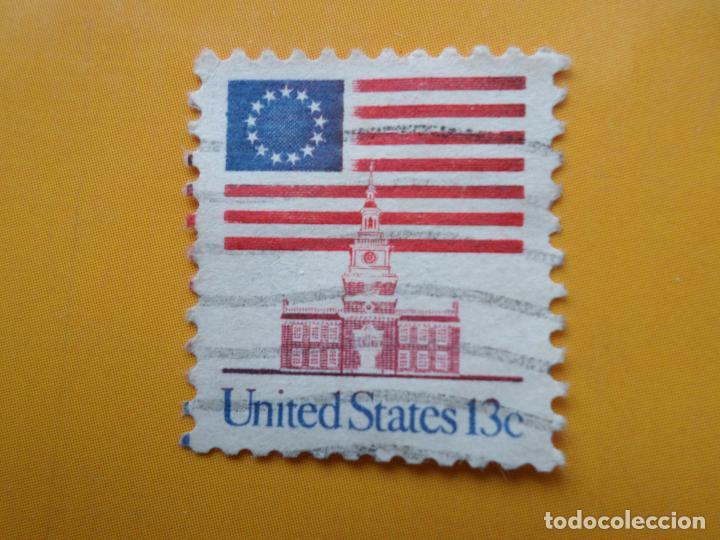 United States 13c
todocoleccion